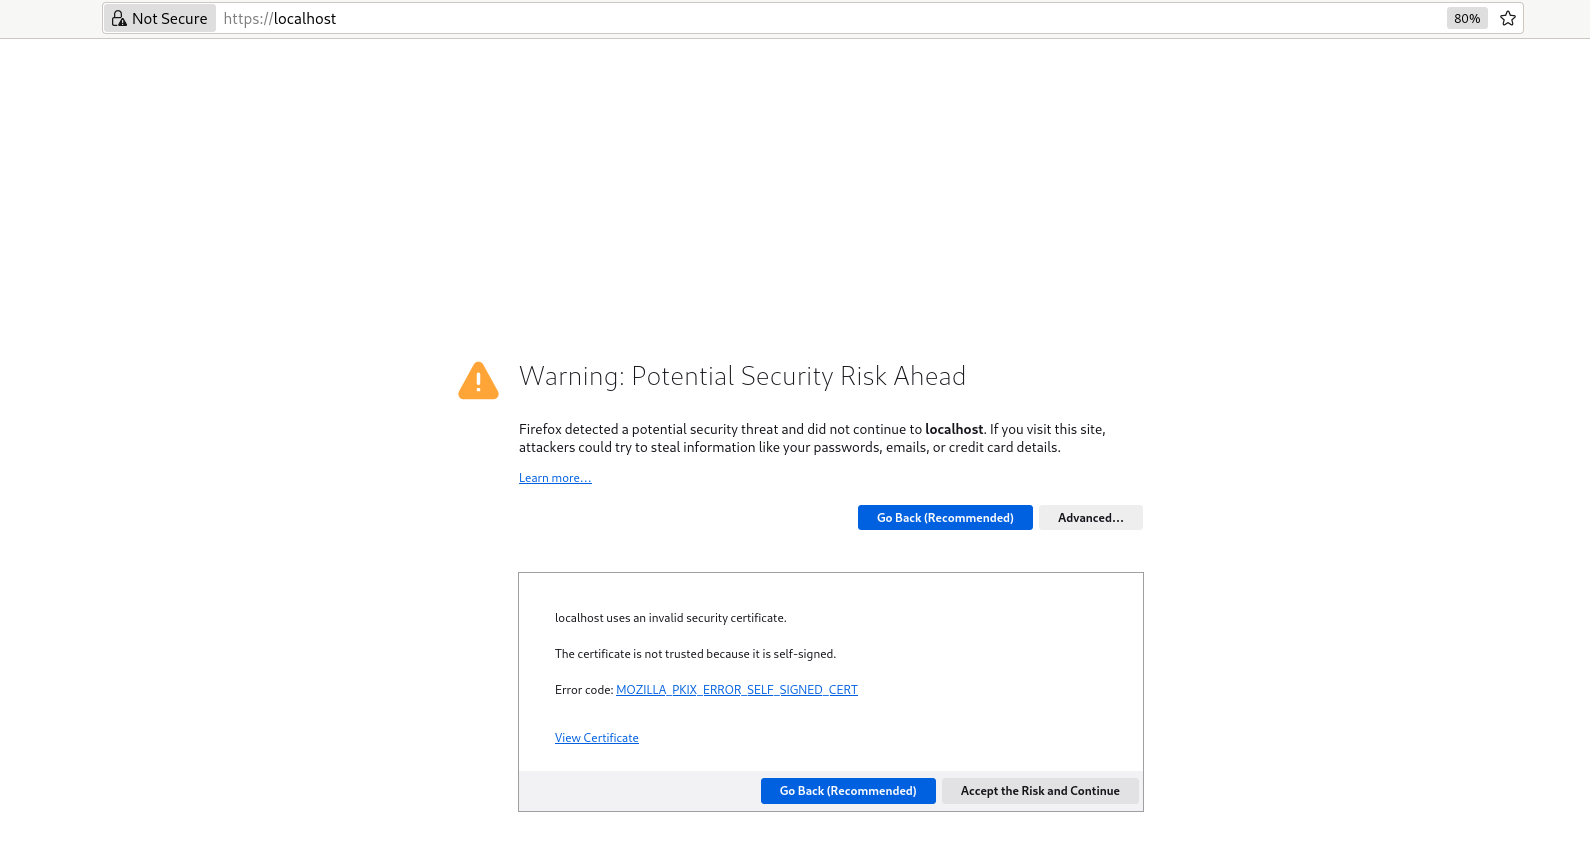 Not Secure https://localhost 80%
Warning: Potential Security Risk Ahead
Firefox detected a potential security threat and did not continue to localhost. If you visit this site,
attackers could try to steal information like your passwords, emails, or credit card details.
Learn more…
Go Back (Recommended) Advanced…
localhost uses an invalid security certificate.
The certificate is not trusted because it is self-signed.
Error code: MOZILLA_PKIX_ERROR_SELF_SIGNED_CERT
View Certificate
Go Back (Recommended) Accept the Risk and Continue